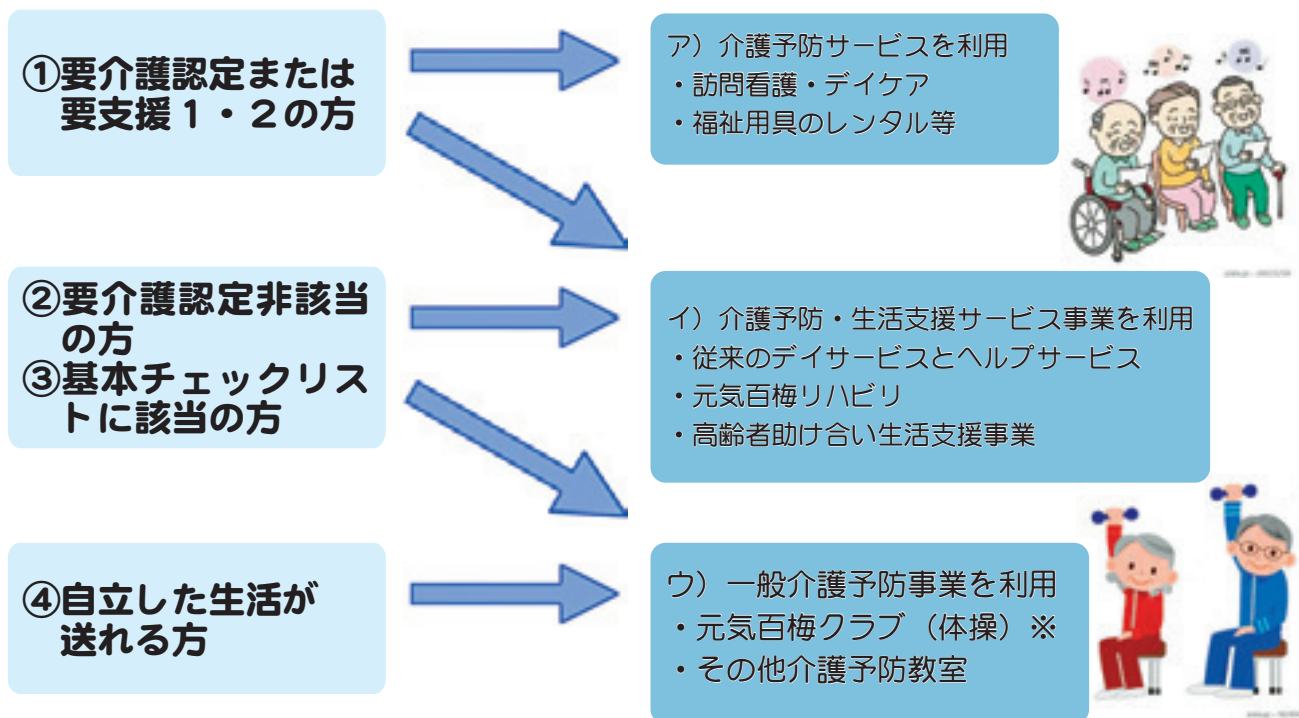 ①要介護認定または
要支援1・2の方
ア）介護予防サービスを利用
・訪問看護・デイケア
・福祉用具のレンタル等
②要介護認定非該当
の方
③基本チェックリス
トに該当の方
イ）介護予防・生活支援サービス事業を利用
・従来のデイサービスとヘルプサービス
・元気百梅リハビリ
・高齢者助け合い生活支援事業
④自立した生活が
送れる方
ウ）一般介護予防事業を利用
・元気百梅クラブ（体操）※
・その他介護予防教室